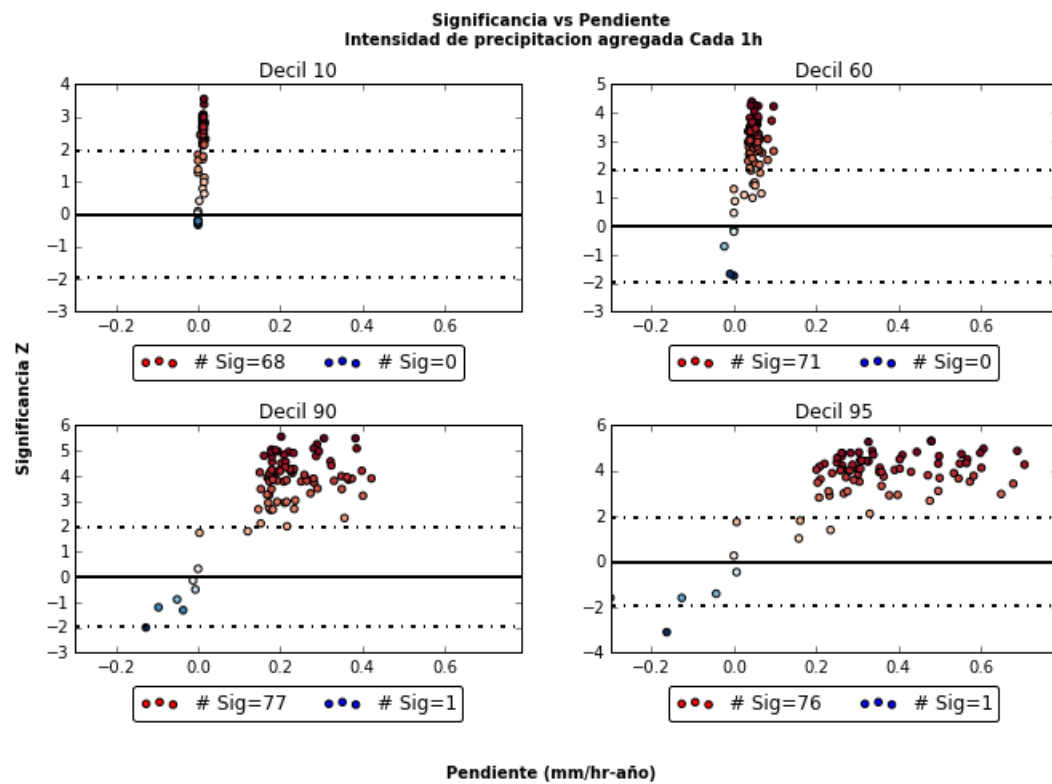 Significancia vs Pendiente
Intensidad de precipitacion agregada Cada 1h
Decil 10
4
3
2
1
0
−1
−2
−3
−0.2 0.0 0.2 0.4 0.6
# Sig=68 # Sig=0
Decil 60
5
4
3
2
1
0
−1
−2
−3
−0.2 0.0 0.2 0.4 0.6
# Sig=71 # Sig=0
Significancia Z
Decil 90
6
5
4
3
2
1
0
−1
−2
−3
−0.2 0.0 0.2 0.4 0.6
# Sig=77 # Sig=1
Decil 95
6
4
2
0
−2
−4
−0.2 0.0 0.2 0.4 0.6
# Sig=76 # Sig=1
Pendiente (mm/hr-año)